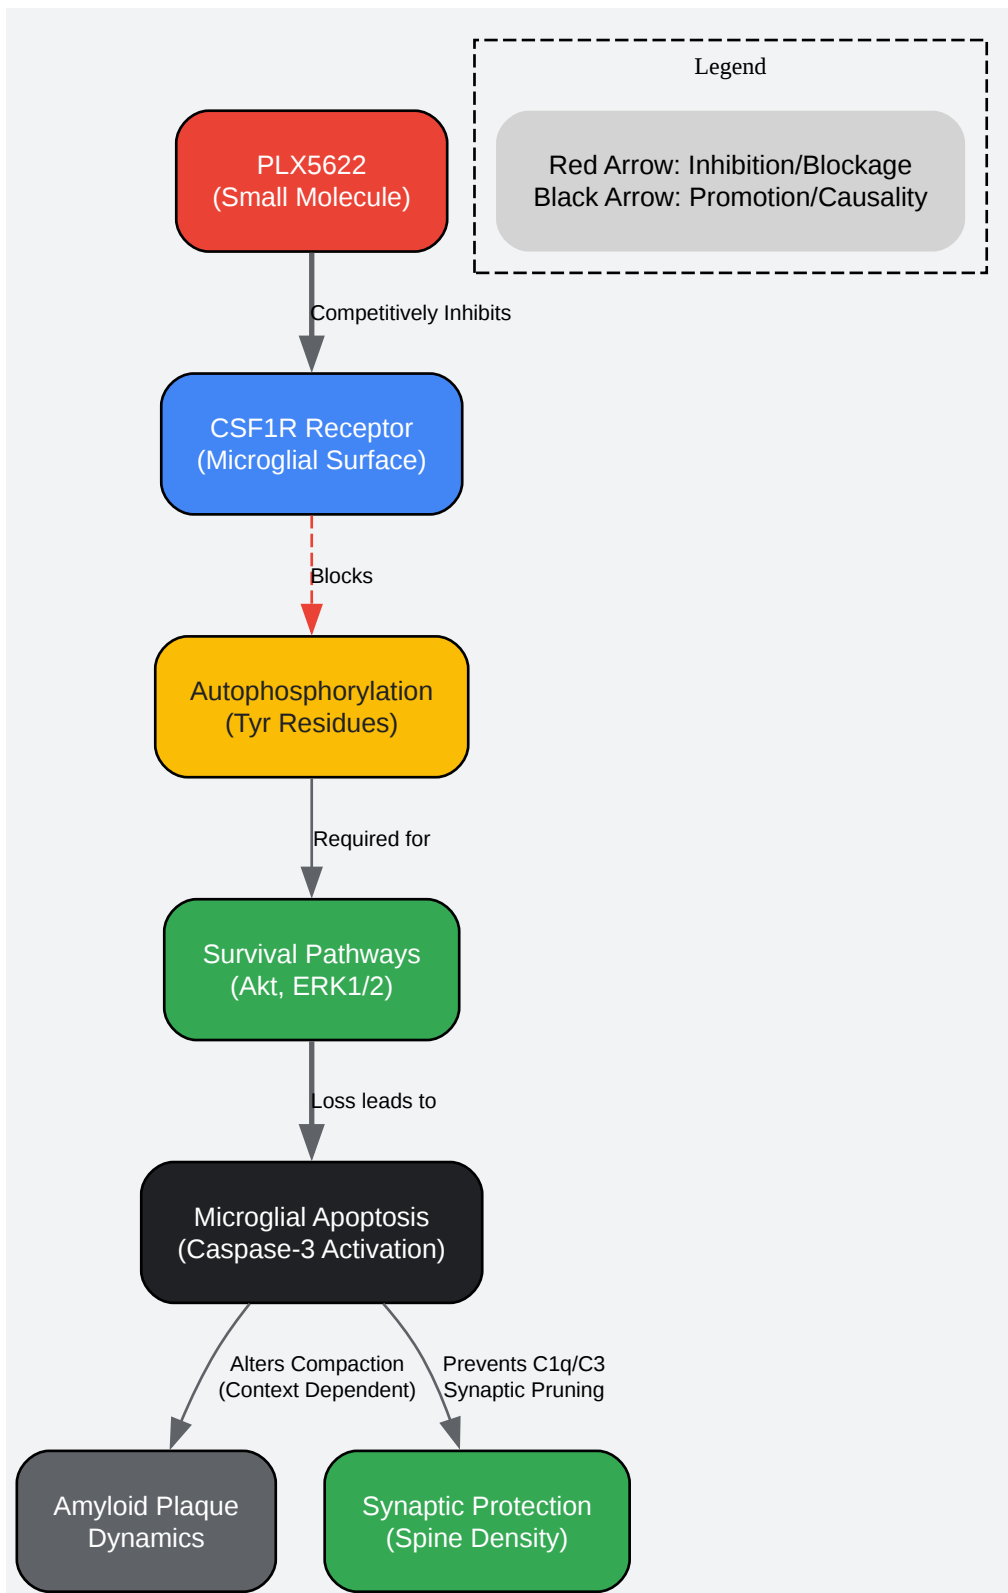 Legend
Red Arrow: Inhibition/Blockage
Black Arrow: Promotion/Causality
PLX5622
(Small Molecule)
Competitively Inhibits
CSF1R Receptor
(Microglial Surface)
Blocks
Autophosphorylation
(Tyr Residues)
Required for
Survival Pathways
(Akt, ERK1/2)
Loss leads to
Microglial Apoptosis
(Caspase-3 Activation)
Alters Compaction
(Context Dependent)
Prevents C1q/C3
Synaptic Pruning
Amyloid Plaque
Dynamics
Synaptic Protection
(Spine Density)